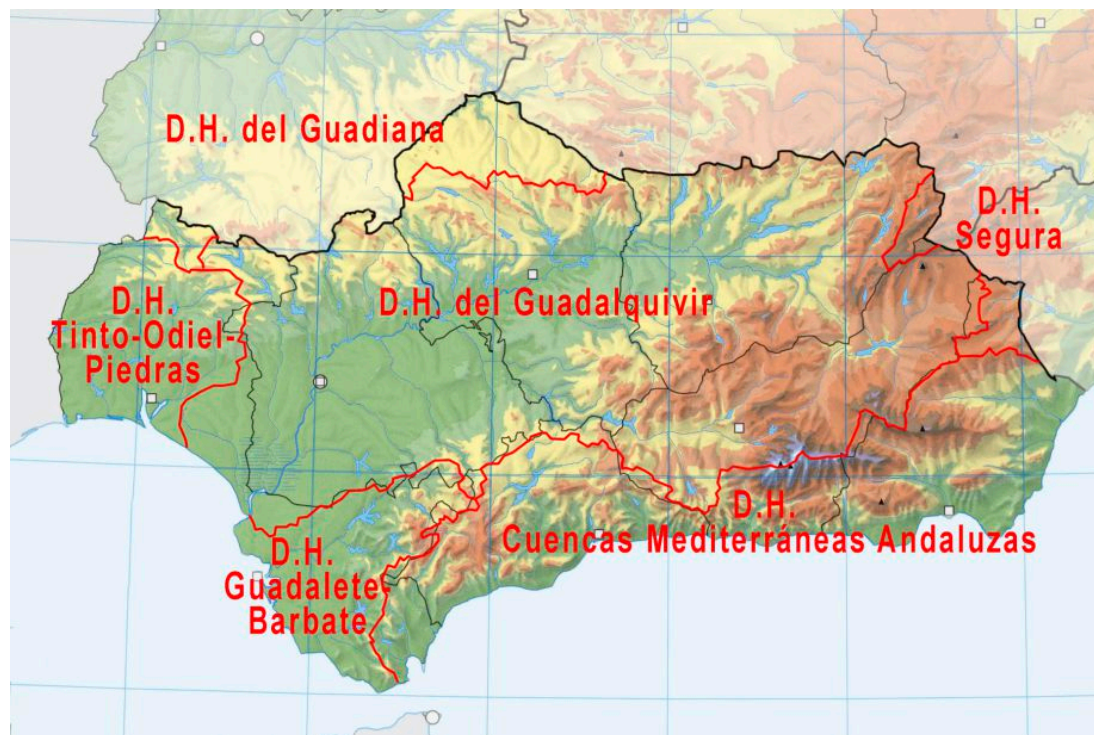 D.H. del Guadiana
D.H.
Segura
D.H.
Tinto-Odiel-
Piedras
D.H. del Guadalquivir
D.H.
Guadalete-
Barbate
D.H.
Cuencas Mediterráneas Andaluzas